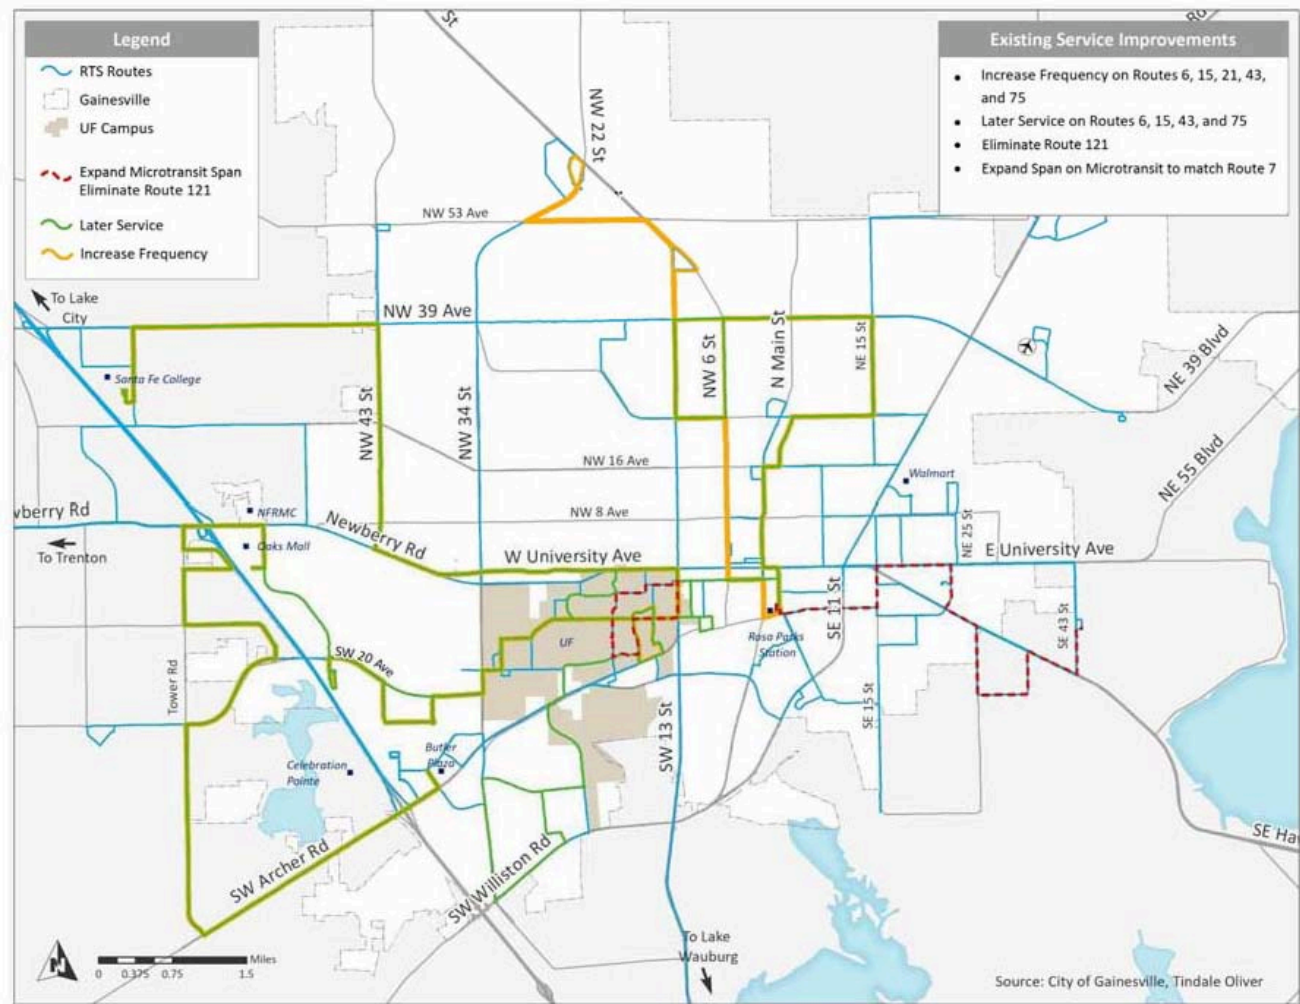 St
Ro
Legend
RTS Routes
Gainesville
UF Campus
Expand Microtransit Span
Eliminate Route 121
Later Service
Increase Frequency
Existing Service Improvements
• Increase Frequency on Routes 6, 15, 21, 43,
and 75
• Later Service on Routes 6, 15, 43, and 75
• Eliminate Route 121
• Expand Span on Microtransit to match Route 7
NW 22 St
NW 53 Ave
To Lake
City
NW 39 Ave
N Main St
NW 6 St
NE 15 St
NE 39 Blvd
Santa Fe College
NW 43 St
NW 34 St
NW 16 Ave
Walmart
NE 55 Blvd
wberry Rd
NFRMC
NW 8 Ave
Newberry Rd
NE 25 St
To Trenton
Oaks Mall
W University Ave
E University Ave
SE 11 St
SE 43 St
UF
Rosa Parks
Station
SW 20 Ave
Tower Rd
SE 15 St
SW 13 St
Butler
Plaza
Celebration
Pointe
SW Archer Rd
SW Williston Rd
SE Haw
To Lake
Wauburg
N
Miles
0 0.375 0.75 1.5
Source: City of Gainesville, Tindale Oliver